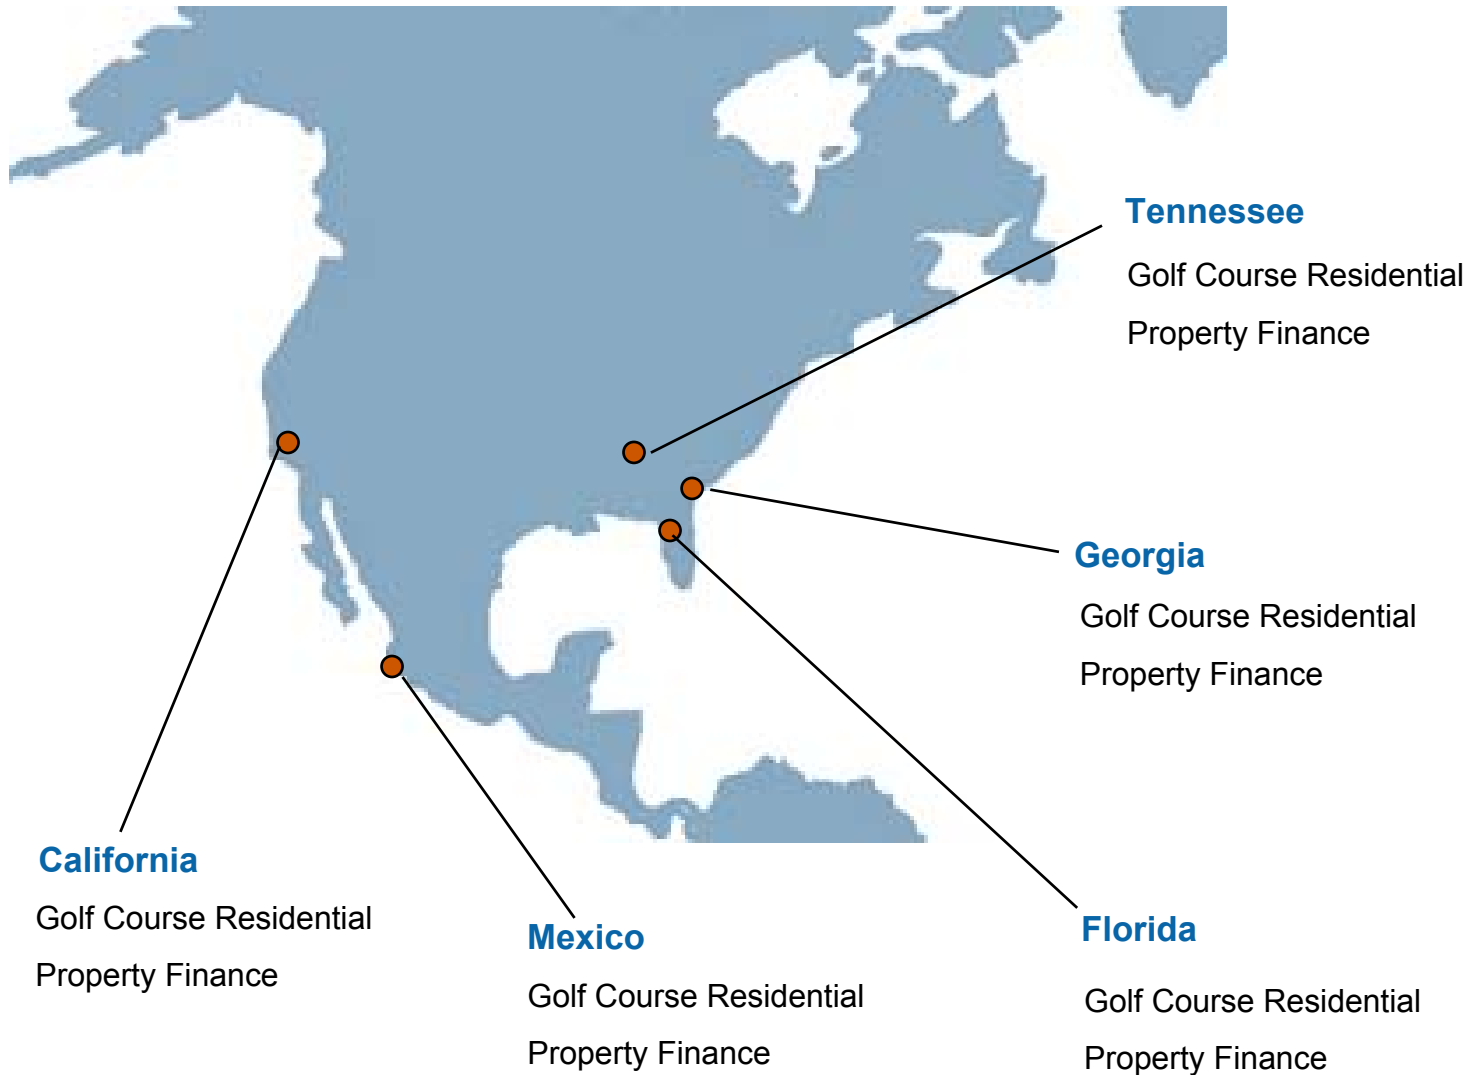 Tennessee
Golf Course Residential
Property Finance
Georgia
Golf Course Residential
Property Finance
California
Golf Course Residential
Property Finance
Mexico
Golf Course Residential
Property Finance
Florida
Golf Course Residential
Property Finance